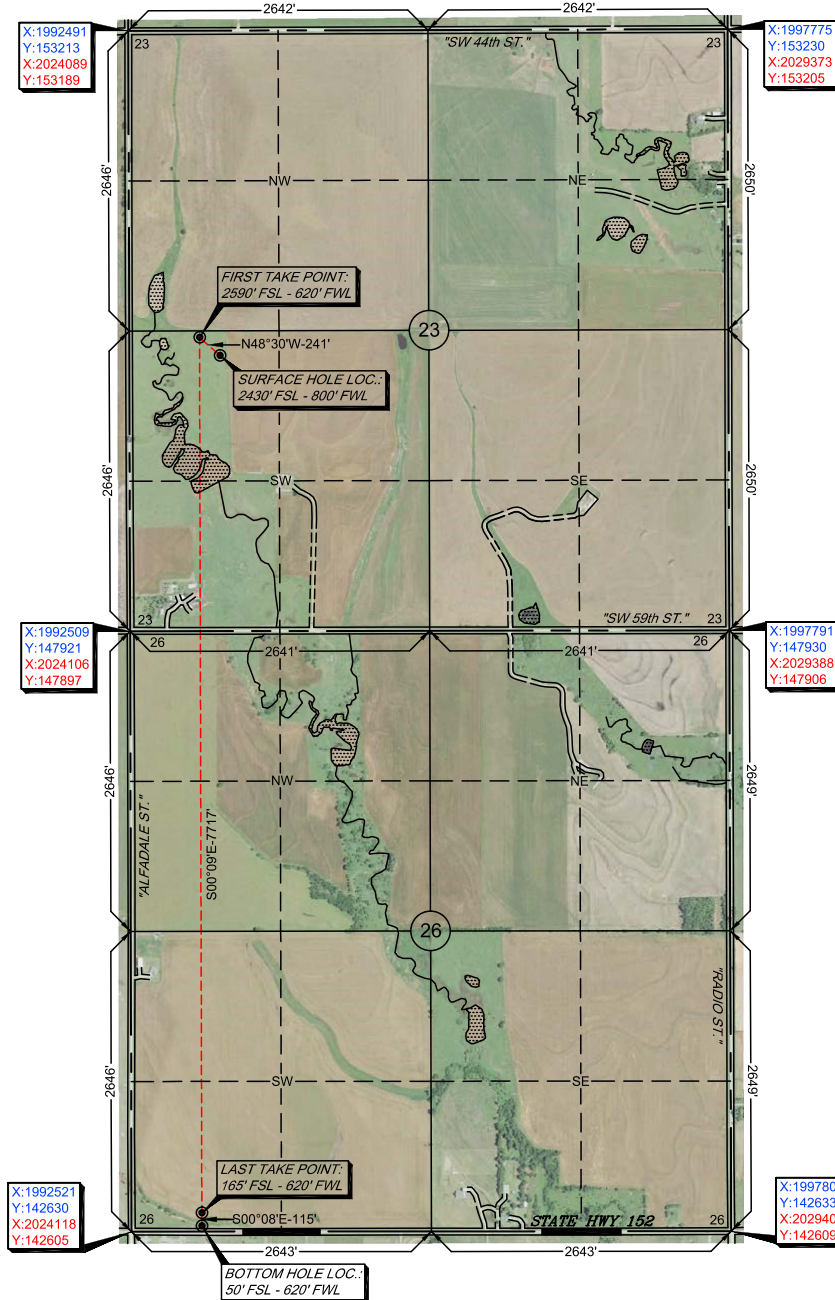 2642'
2642'
X:1992491
Y:153213
X:2024089
Y:153189
X:1997775
Y:153230
X:2029373
Y:153205
23
"SW 44th ST."
23
2646'
NW
NE
2650'
FIRST TAKE POINT:
2590' FSL - 620' FWL
23
N48°30'W-241'
SURFACE HOLE LOC.:
2430' FSL - 800' FWL
2646'
SW
SE
2650'
23
"SW 59th ST."
23
X:1992509
Y:147921
X:2024106
Y:147897
26
2641'
2641'
26
X:1997791
Y:147930
X:2029388
Y:147906
2646'
NW
NE
2649'
"ALFADALE ST."
S00°09'E-7717'
26
"RADIO ST."
2646'
SW
SE
2649'
LAST TAKE POINT:
165' FSL - 620' FWL
X:1992521
Y:142630
X:2024118
Y:142605
26
S00°08'E-115'
STATE HWY 152
26
X:199780
Y:142633
X:202940
Y:142609
2643'
2643'
BOTTOM HOLE LOC.:
50' FSL - 620' FWL